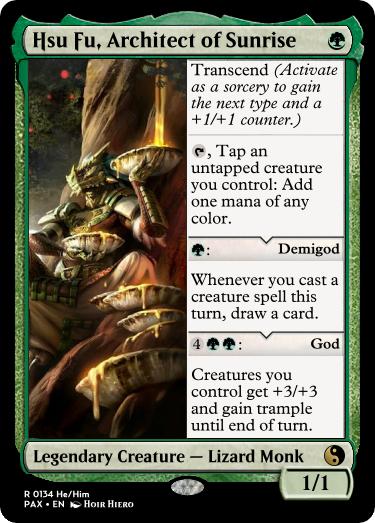 Hsu Fu, Architect of Sunrise
Transcend (Activate
as a sorcery to gain
the next type and a
+1/+1 counter.)
, Tap an
untapped creature
you control: Add
one mana of any
color.
: Demigod
Whenever you cast a
creature spell this
turn, draw a card.
4 : God
Creatures you
control get +3/+3
and gain trample
until end of turn.
Legendary Creature — Lizard Monk
1/1
R 0134 He/Him
PAX • EN Hoir Hiero